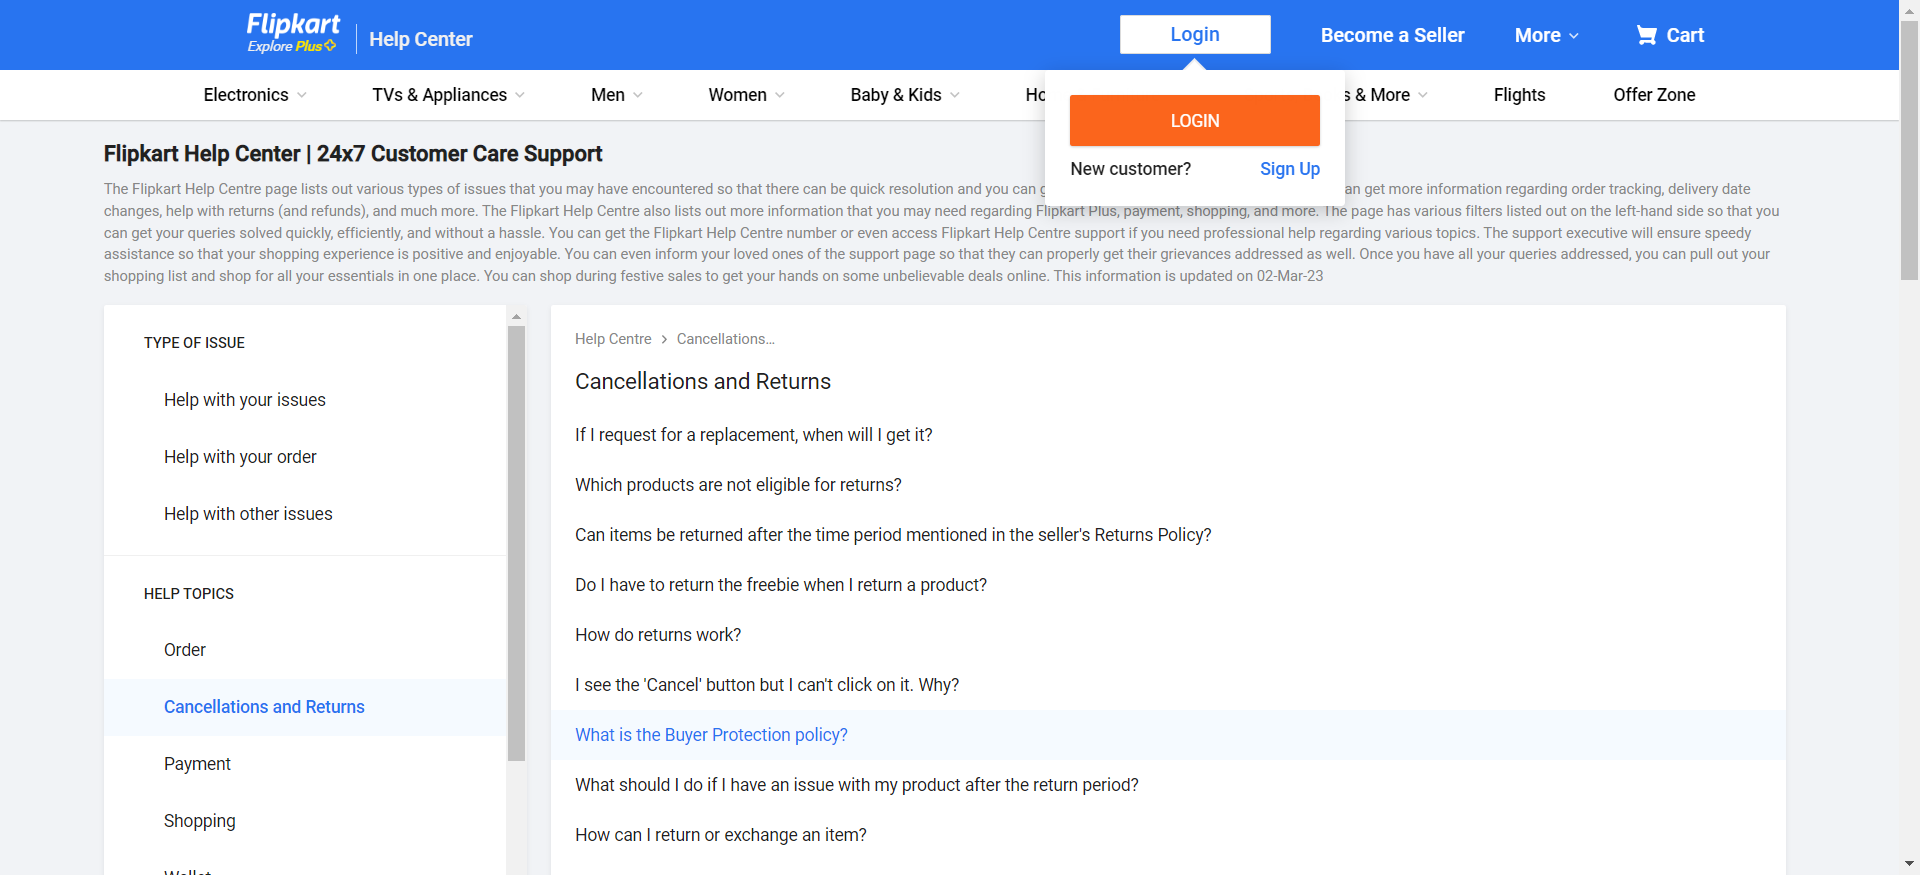 Flipkart
Explore Plus
Help Center
Login
Become a Seller
More
Cart
Electronics
TVs & Appliances
Men
Women
Baby & Kids
Ho
s & More
Flights
Offer Zone
LOGIN
New customer?
Sign Up
Flipkart Help Center | 24x7 Customer Care Support
The Flipkart Help Centre page lists out various types of issues that you may have encountered so that there can be quick resolution and you can g an get more information regarding order tracking, delivery date
changes, help with returns (and refunds), and much more. The Flipkart Help Centre also lists out more information that you may need regarding Flipkart Plus, payment, shopping, and more. The page has various filters listed out on the left-hand side so that you
can get your queries solved quickly, efficiently, and without a hassle. You can get the Flipkart Help Centre number or even access Flipkart Help Centre support if you need professional help regarding various topics. The support executive will ensure speedy
assistance so that your shopping experience is positive and enjoyable. You can even inform your loved ones of the support page so that they can properly get their grievances addressed as well. Once you have all your queries addressed, you can pull out your
shopping list and shop for all your essentials in one place. You can shop during festive sales to get your hands on some unbelievable deals online. This information is updated on 02-Mar-23
TYPE OF ISSUE
Help with your issues
Help with your order
Help with other issues
HELP TOPICS
Order
Cancellations and Returns
Payment
Shopping
Wallet
Help Centre
Cancellations...
Cancellations and Returns
If I request for a replacement, when will I get it?
Which products are not eligible for returns?
Can items be returned after the time period mentioned in the seller's Returns Policy?
Do I have to return the freebie when I return a product?
How do returns work?
I see the 'Cancel' button but I can't click on it. Why?
What is the Buyer Protection policy?
What should I do if I have an issue with my product after the return period?
How can I return or exchange an item?